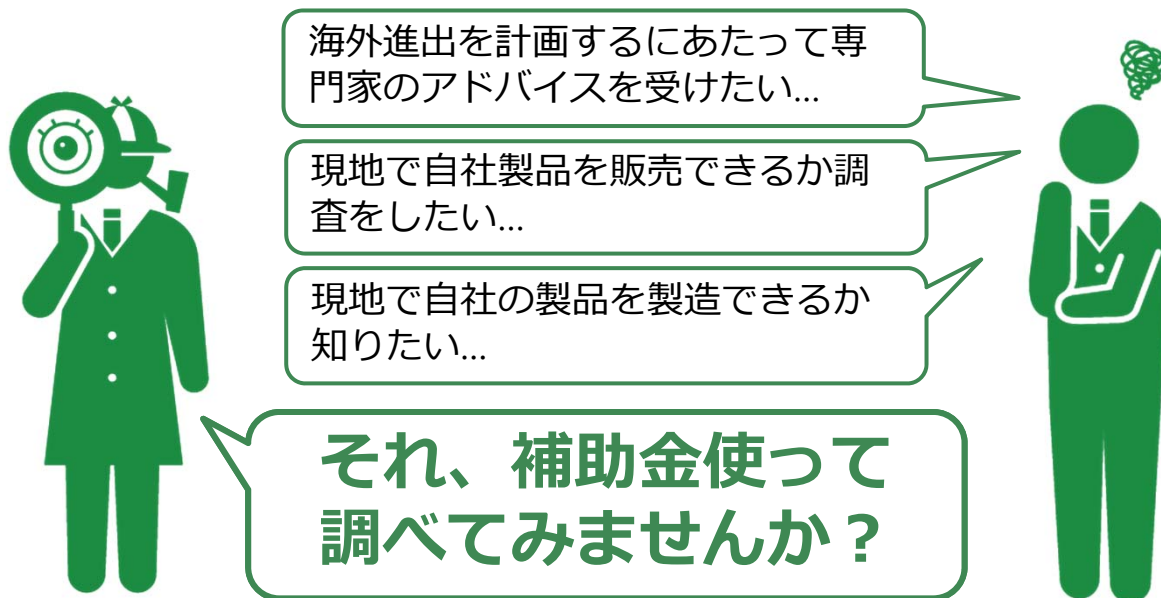 海外進出を計画するにあたって専
門家のアドバイスを受けたい...
現地で自社製品を販売できるか調
査をしたい...
現地で自社の製品を製造できるか
知りたい...
それ、補助金使って
調べてみませんか？